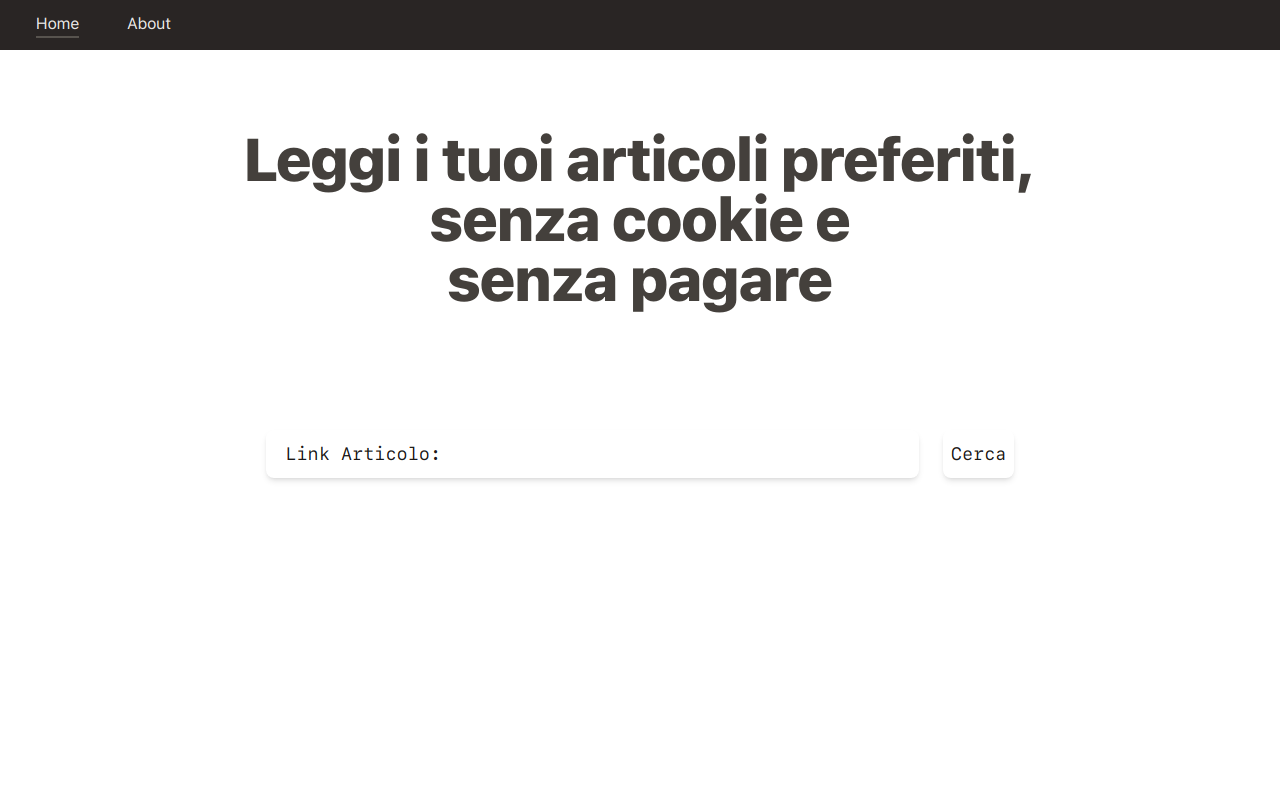 Home About
Leggi i tuoi articoli preferiti,
senza cookie e
senza pagare
Link Articolo: Cerca